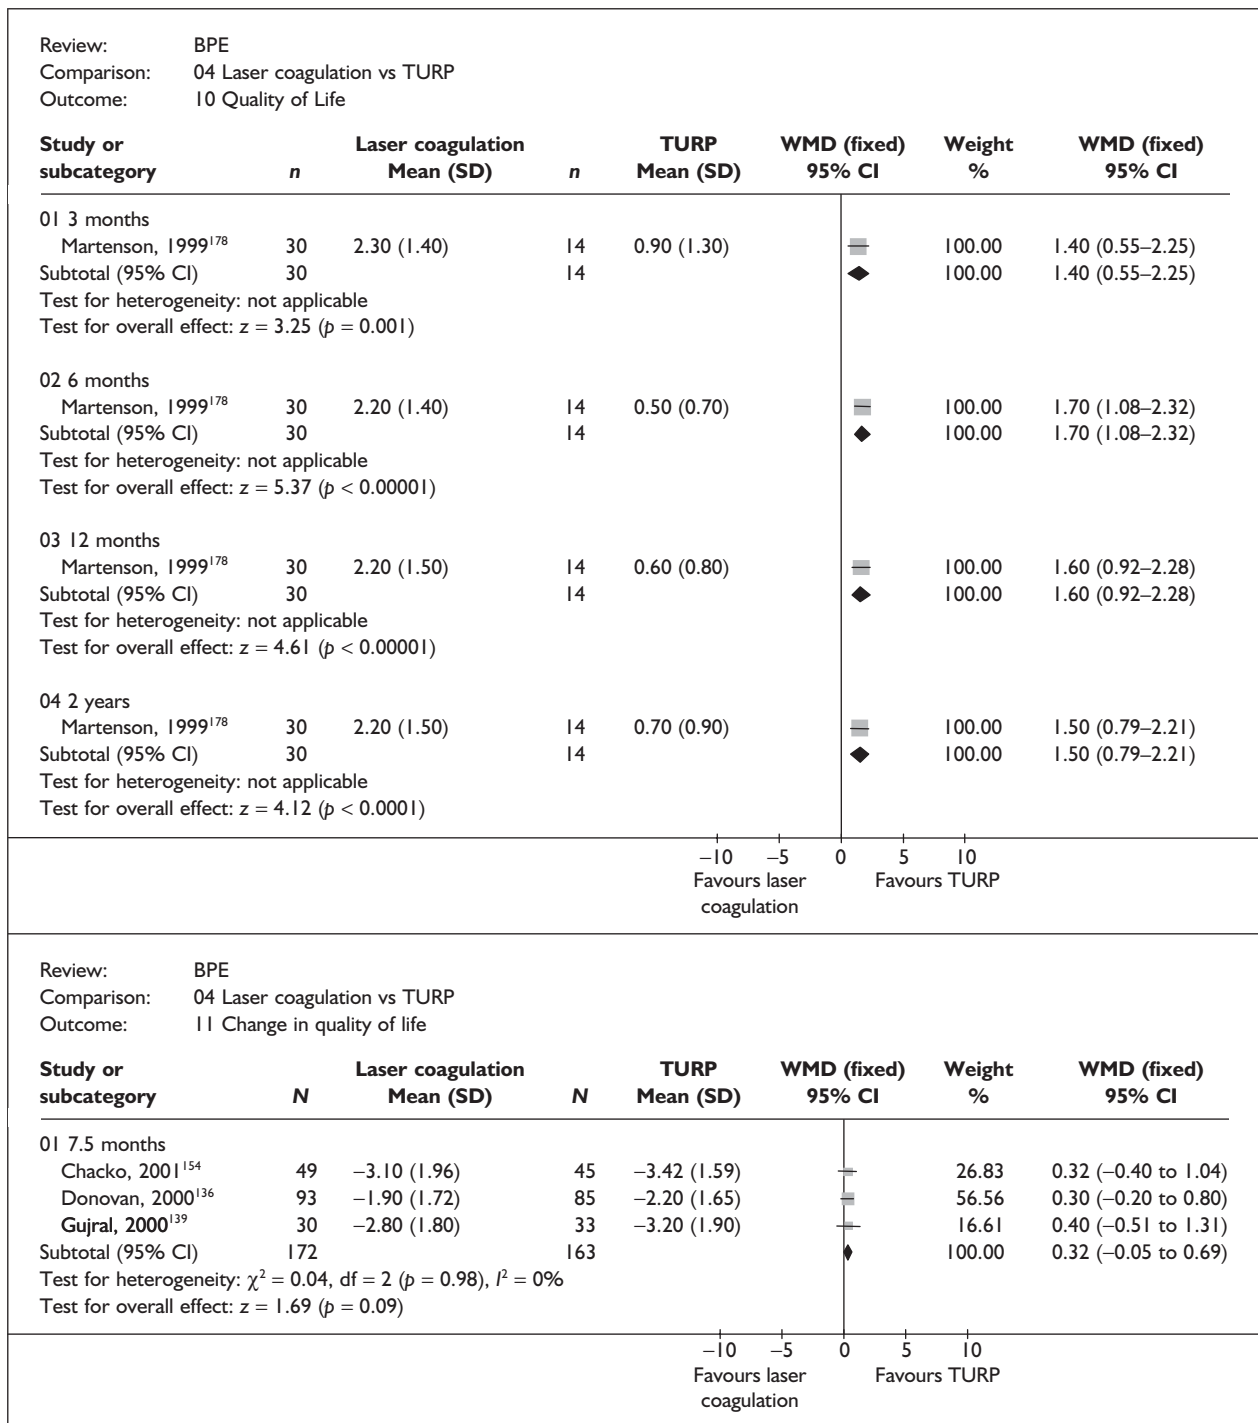 Review: BPE
Comparison: 04 Laser coagulation vs TURP
Outcome: 10 Quality of Life
Study or Laser coagulation TURP WMD (fixed) Weight WMD (fixed)
subcategory n Mean (SD) n Mean (SD) 95% CI % 95% CI
01 3 months
Martenson, 1999¹⁷⁸ 30 2.30 (1.40) 14 0.90 (1.30) 100.00 1.40 (0.55–2.25)
Subtotal (95% CI) 30 14 100.00 1.40 (0.55–2.25)
Test for heterogeneity: not applicable
Test for overall effect: z = 3.25 (p = 0.001)
02 6 months
Martenson, 1999¹⁷⁸ 30 2.20 (1.40) 14 0.50 (0.70) 100.00 1.70 (1.08–2.32)
Subtotal (95% CI) 30 14 100.00 1.70 (1.08–2.32)
Test for heterogeneity: not applicable
Test for overall effect: z = 5.37 (p < 0.00001)
03 12 months
Martenson, 1999¹⁷⁸ 30 2.20 (1.50) 14 0.60 (0.80) 100.00 1.60 (0.92–2.28)
Subtotal (95% CI) 30 14 100.00 1.60 (0.92–2.28)
Test for heterogeneity: not applicable
Test for overall effect: z = 4.61 (p < 0.00001)
04 2 years
Martenson, 1999¹⁷⁸ 30 2.20 (1.50) 14 0.70 (0.90) 100.00 1.50 (0.79–2.21)
Subtotal (95% CI) 30 14 100.00 1.50 (0.79–2.21)
Test for heterogeneity: not applicable
Test for overall effect: z = 4.12 (p < 0.0001)
–10 –5 0 5 10
Favours laser Favours TURP
coagulation
Review: BPE
Comparison: 04 Laser coagulation vs TURP
Outcome: 11 Change in quality of life
Study or Laser coagulation TURP WMD (fixed) Weight WMD (fixed)
subcategory N Mean (SD) N Mean (SD) 95% CI % 95% CI
01 7.5 months
Chacko, 2001¹⁵⁴ 49 –3.10 (1.96) 45 –3.42 (1.59) 26.83 0.32 (–0.40 to 1.04)
Donovan, 2000¹³⁶ 93 –1.90 (1.72) 85 –2.20 (1.65) 56.56 0.30 (–0.20 to 0.80)
Gujral, 2000¹³⁹ 30 –2.80 (1.80) 33 –3.20 (1.90) 16.61 0.40 (–0.51 to 1.31)
Subtotal (95% CI) 172 163 100.00 0.32 (–0.05 to 0.69)
Test for heterogeneity: χ² = 0.04, df = 2 (p = 0.98), I² = 0%
Test for overall effect: z = 1.69 (p = 0.09)
–10 –5 0 5 10
Favours laser Favours TURP
coagulation